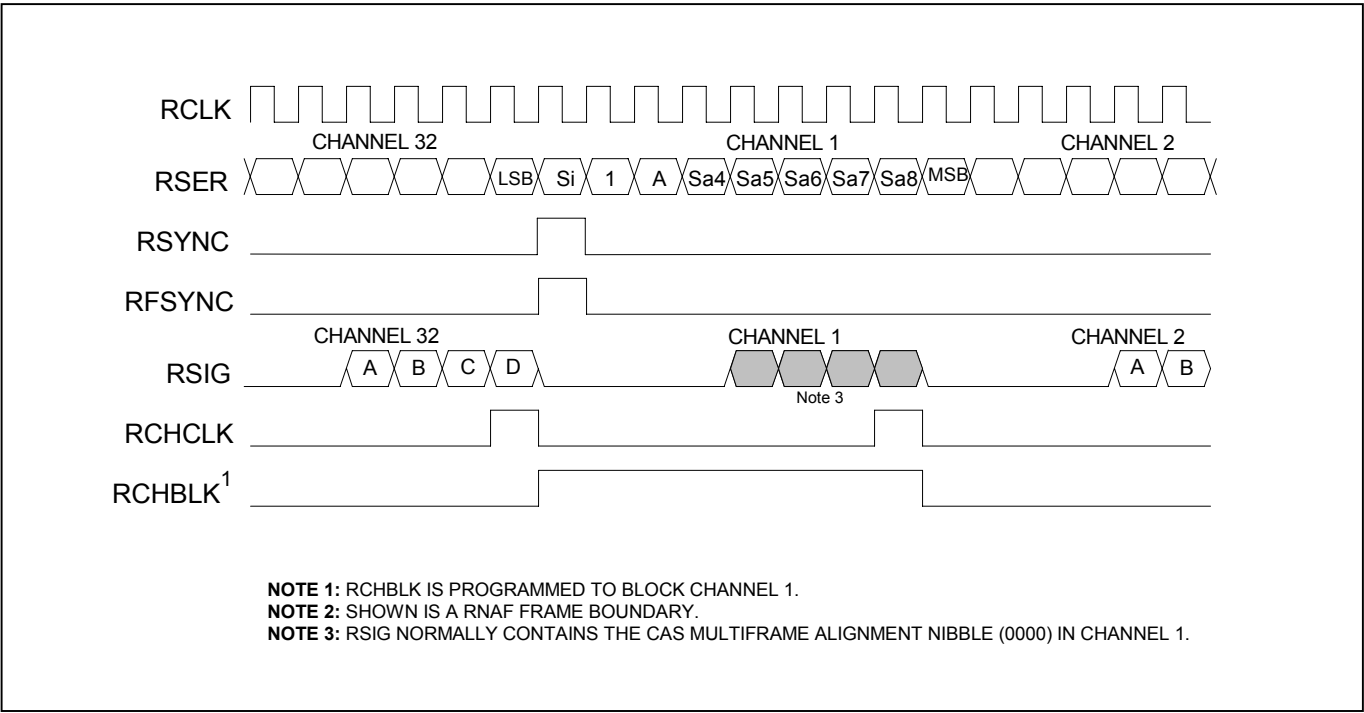 RCLK
CHANNEL 32 CHANNEL 1 CHANNEL 2
RSER LSB Si 1 A Sa4 Sa5 Sa6 Sa7 Sa8 MSB
RSYNC
RFSYNC
CHANNEL 32 CHANNEL 1 CHANNEL 2
RSIG A B C D A B
Note 3
RCHCLK
RCHBLK1
NOTE 1: RCHBLK IS PROGRAMMED TO BLOCK CHANNEL 1.
NOTE 2: SHOWN IS A RNAF FRAME BOUNDARY.
NOTE 3: RSIG NORMALLY CONTAINS THE CAS MULTIFRAME ALIGNMENT NIBBLE (0000) IN CHANNEL 1.